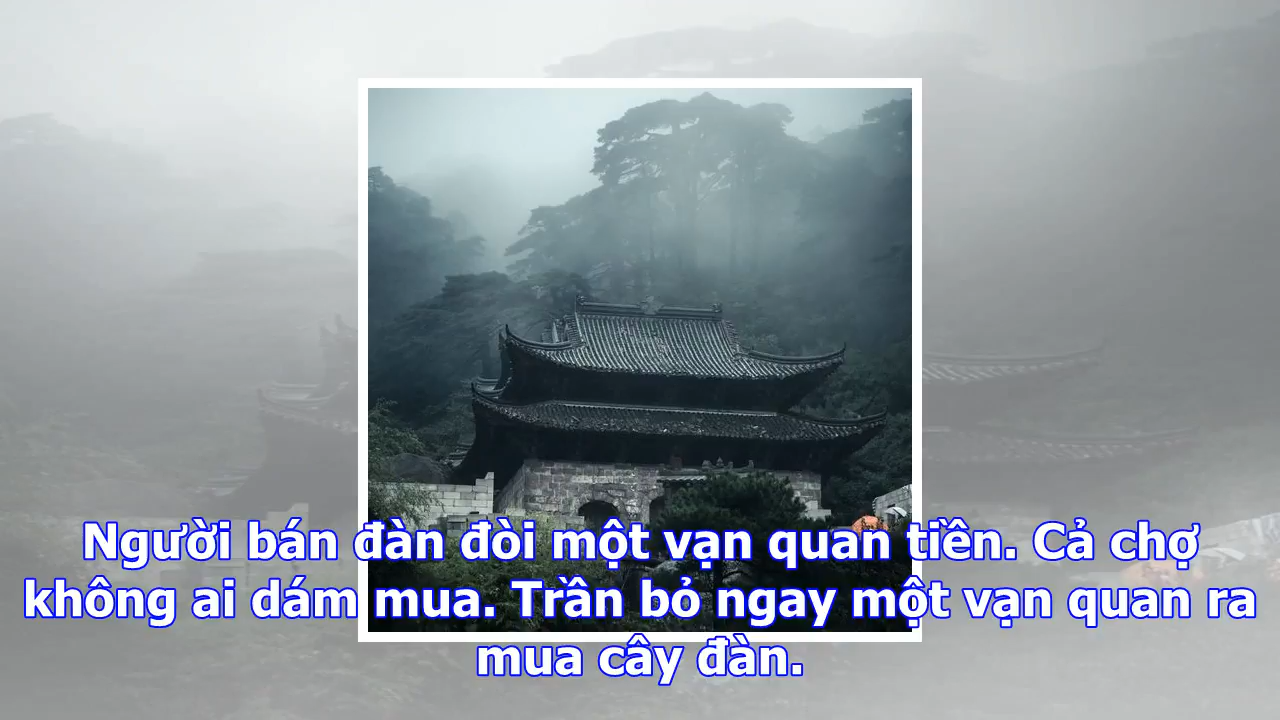 Người bán đàn đòi một vạn quan tiền. Cả chợ
không ai dám mua. Trần bỏ ngay một vạn quan ra
mua cây đàn.